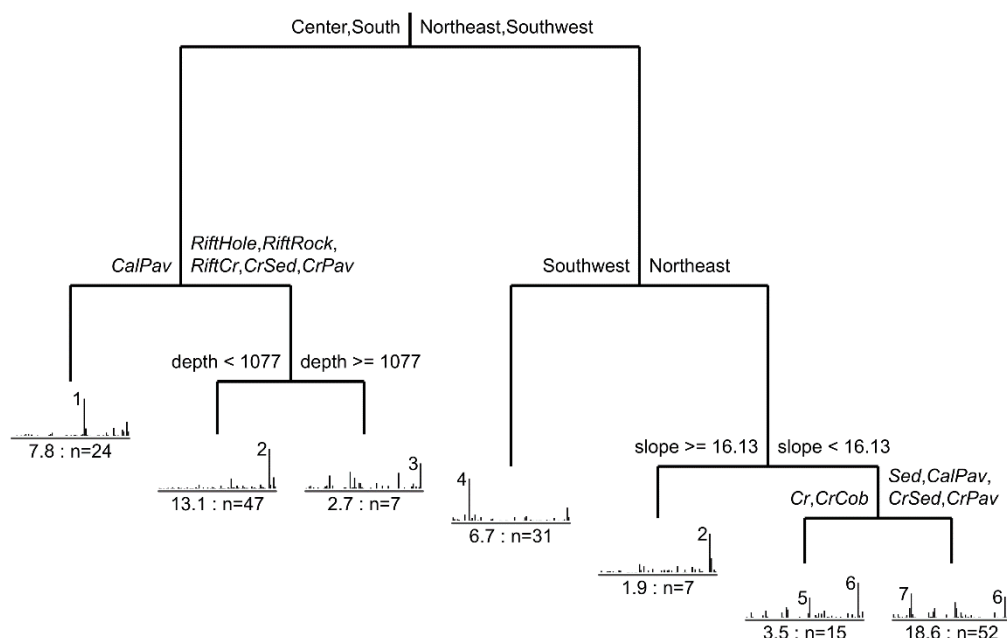 Center,South Northeast,Southwest
RiftHole,RiftRock,
CalPav RiftCr,CrSed,CrPav
Southwest Northeast
depth < 1077 depth >= 1077
1
7.8 : n=24
2
13.1 : n=47
3
2.7 : n=7
4
6.7 : n=31
slope >= 16.13 slope < 16.13
2
1.9 : n=7
Sed,CalPav,
Cr,CrCob CrSed,CrPav
5 6
3.5 : n=15
7 6
18.6 : n=52